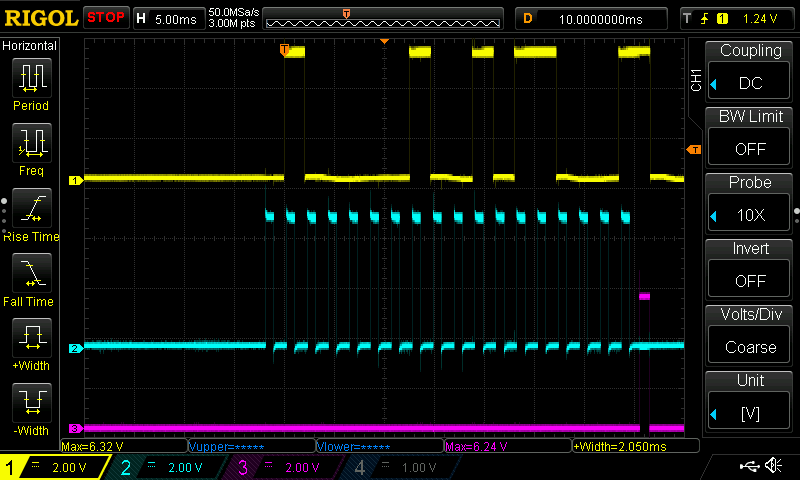 RIGOL STOP H 5.00ms 50.0MSa/s 3.00M pts D 10.0000000ms T 1 1.24 V
T
Horizontal
Period
Freq
Rise Time
Fall Time
+Width
-Width
T
1
2
3
T
CH1
Coupling
DC
BW Limit
OFF
Probe
10X
Invert
OFF
Volts/Div
Coarse
Unit
[V]
Max=6.32 V Vupper=***** Vlower=***** Max=6.24 V +Width=2.050ms
1 2.00 V 2 2.00 V 3 2.00 V 4 1.00 V